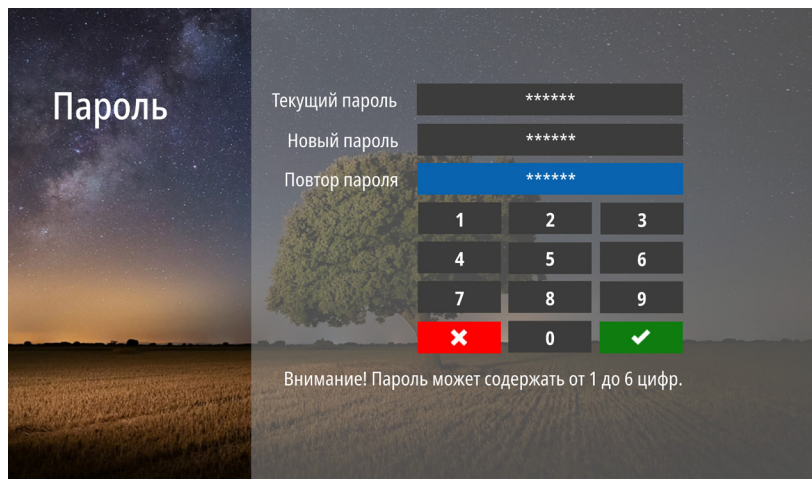 Пароль
Текущий пароль ******
Новый пароль ******
Повтор пароля ******
1 2 3
4 5 6
7 8 9
0
Внимание! Пароль может содержать от 1 до 6 цифр.